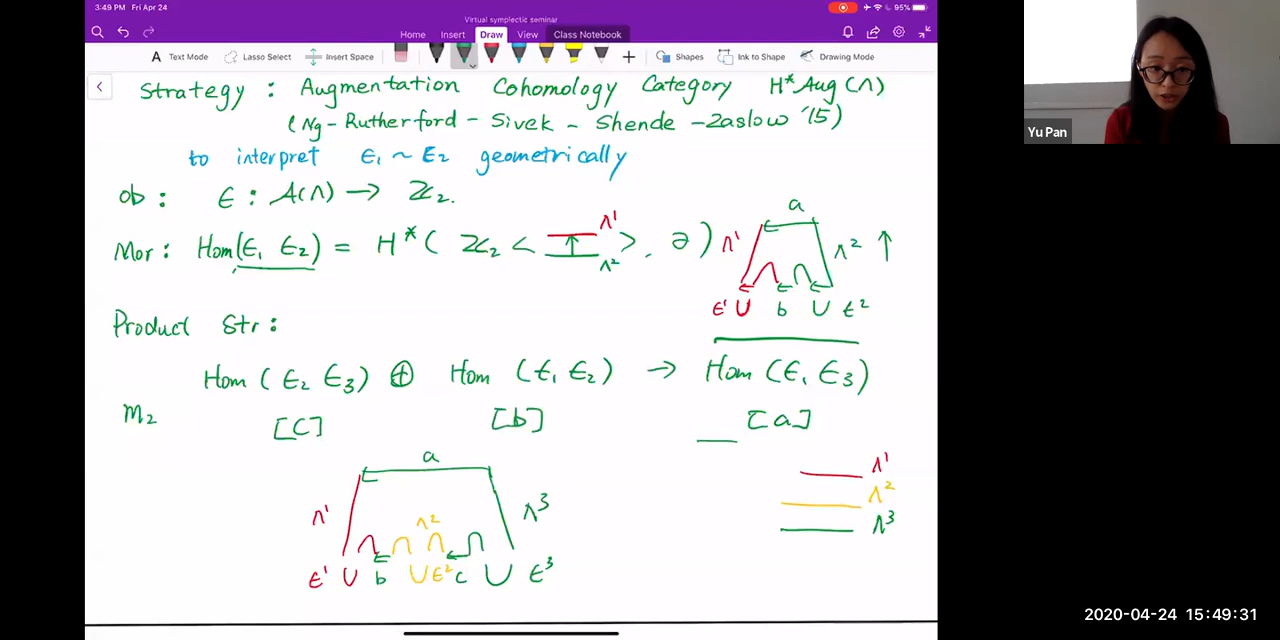 3:49 PM Fri Apr 24
95%
Virtual symplectic seminar
Home Insert Draw View Class Notebook
Text Mode Lasso Select Insert Space Shapes Ink to Shape Drawing Mode
Strategy : Augmentation Cohomology Category H*Aug(Λ)
(Ng-Rutherford-Sivek-Shende-Zaslow '15)
to interpret ε₁ ~ ε₂ geometrically
ob : ε : A(Λ) → ℤ₂.
a
Mor: Hom(ε₁ ε₂) = H*( ℤ₂ < ↑ >, ∂)
Λ¹
Λ²
Λ¹ Λ² ↑
ε¹ b ε²
Product Str :
Hom (ε₂ ε₃) ⊕ Hom (ε₁ ε₂) → Hom (ε₁ ε₃)
M₂ [c] [b] [a]
a
Λ¹ Λ² Λ³
ε¹ b ε² c ε³
Λ¹
Λ²
Λ³
Yu Pan
2020-04-24 15:49:31